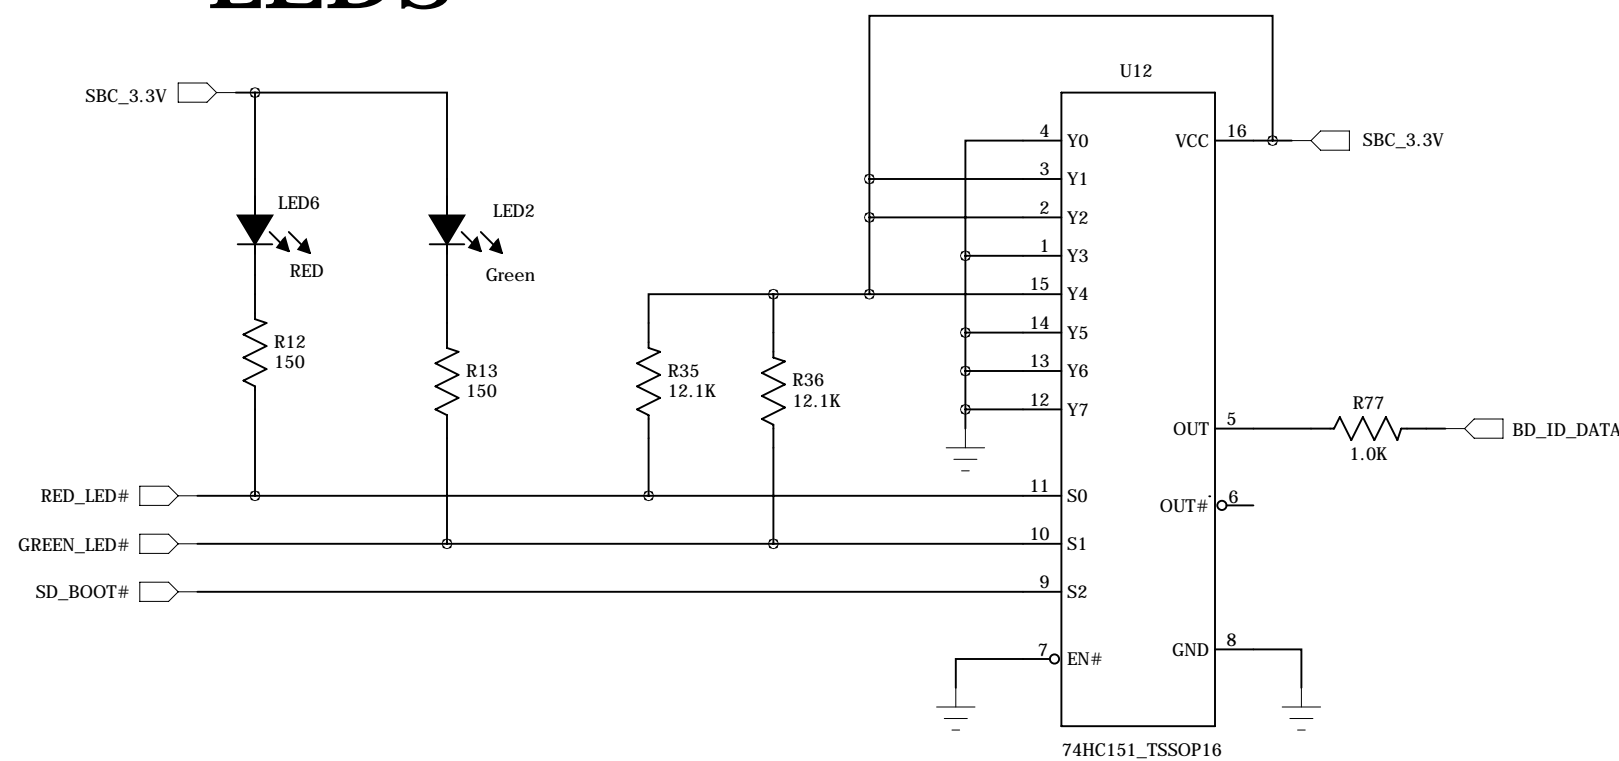 LEDS
U12
SBC_3.3V
4 Y0 VCC 16 SBC_3.3V
3 Y1
LED6 LED2
2 Y2
RED Green
1 Y3
15 Y4
14 Y5
R12
150
R13
150
R35
12.1K
R36
12.1K
13 Y6
12 Y7
R77
OUT 5 BD_ID_DATA
1.0K
RED_LED# 11 S0
OUT# 6
GREEN_LED# 10 S1
SD_BOOT# 9 S2
7 EN# GND 8
74HC151_TSSOP16